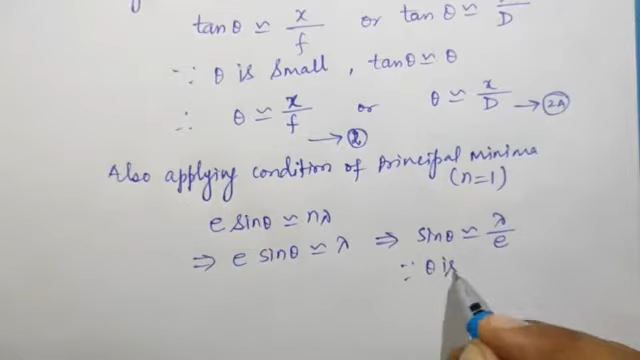 tanθ ≃ x/f or tanθ ≃ x/D
∵ θ is small, tanθ ≃ θ
∴ θ ≃ x/f or θ ≃ x/D → (2A)
→ (2)
Also applying condition of principal minima
(n=1)
e sinθ ≃ nλ
⇒ e sinθ ≃ λ ⇒ sinθ ≃ λ/e
∵ θ is